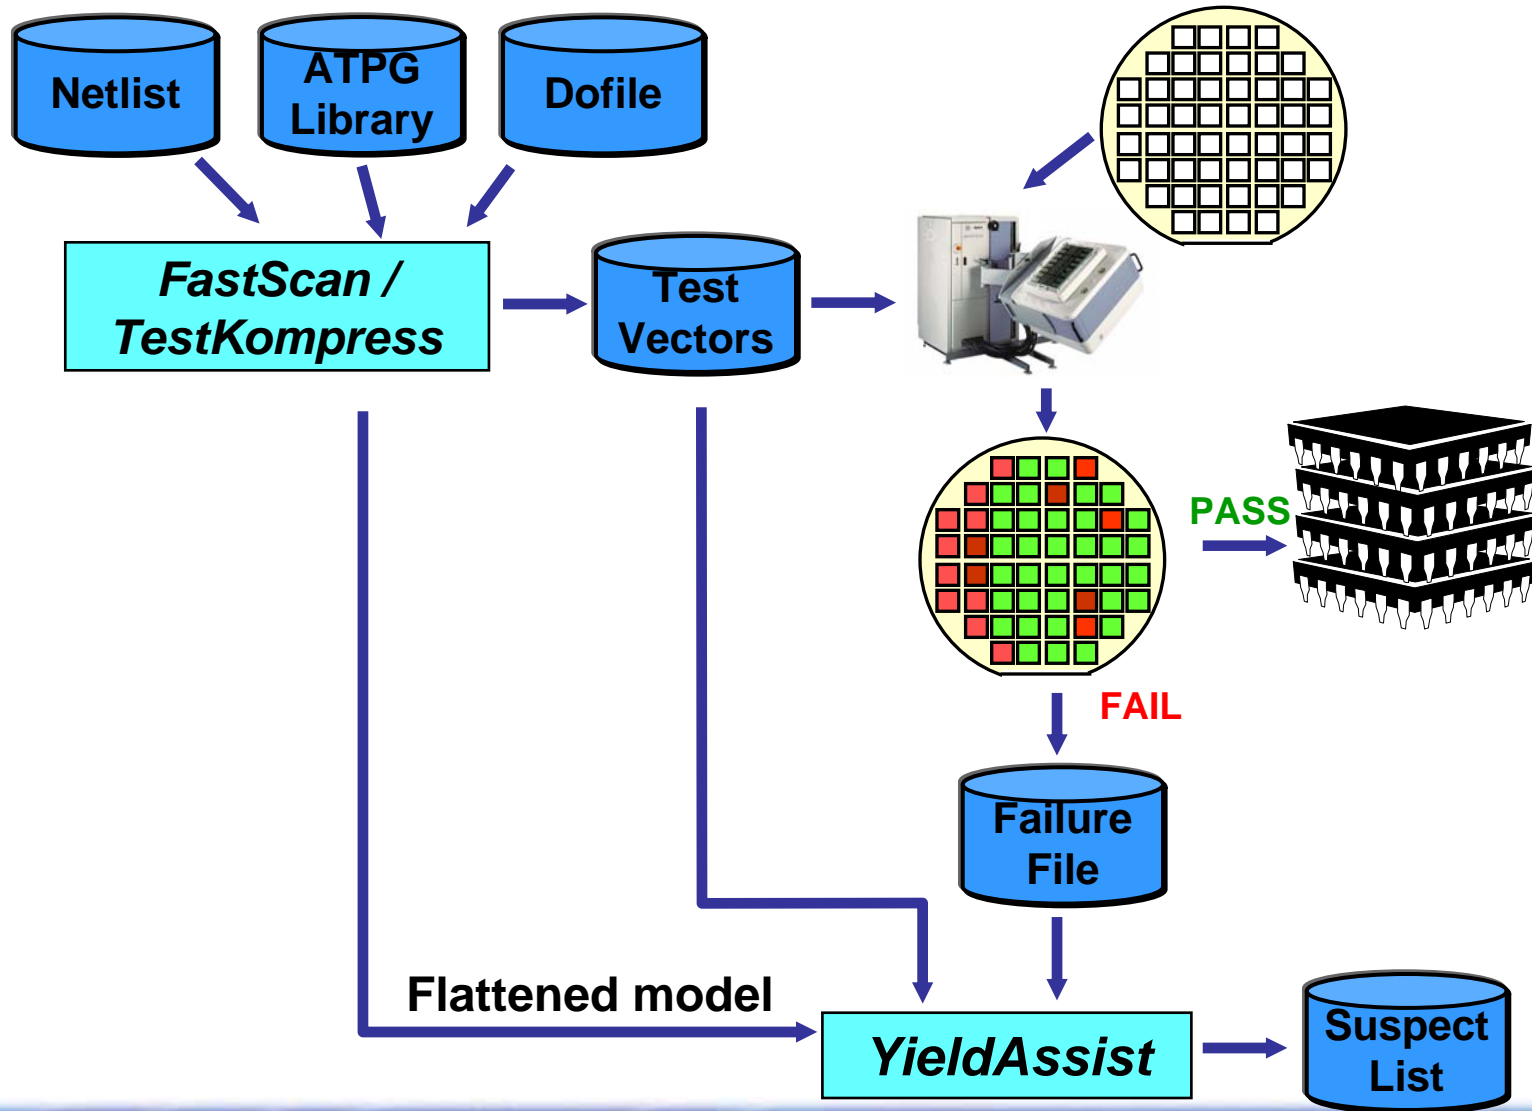 Netlist
ATPG
Library
Dofile
FastScan /
TestKompress
Test
Vectors
PASS
FAIL
Failure
File
Flattened model
YieldAssist
Suspect
List